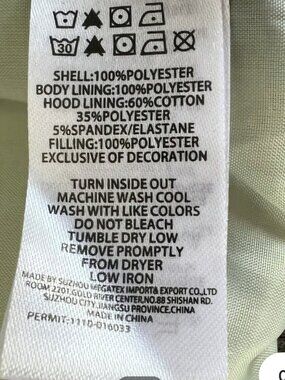 30
SHELL:100%POLYESTER
BODY LINING:100%POLYESTER
HOOD LINING:60%COTTON
35%POLYESTER
5%SPANDEX/ELASTANE
FILLING:100%POLYESTER
EXCLUSIVE OF DECORATION
TURN INSIDE OUT
MACHINE WASH COOL
WASH WITH LIKE COLORS
DO NOT BLEACH
TUMBLE DRY LOW
REMOVE PROMPTLY
FROM DRYER
LOW IRON
MADE BY SUZHOU MEGATEX IMPORT& EXPORT CO.,LTD
ROOM 2201,GOLD RIVER CENTER,NO.88 SHISHAN RD.
SUZHOU CITY,JIANGSU PROVINCE,CHINA
MADE IN CHINA
PERMIT-1110-016033